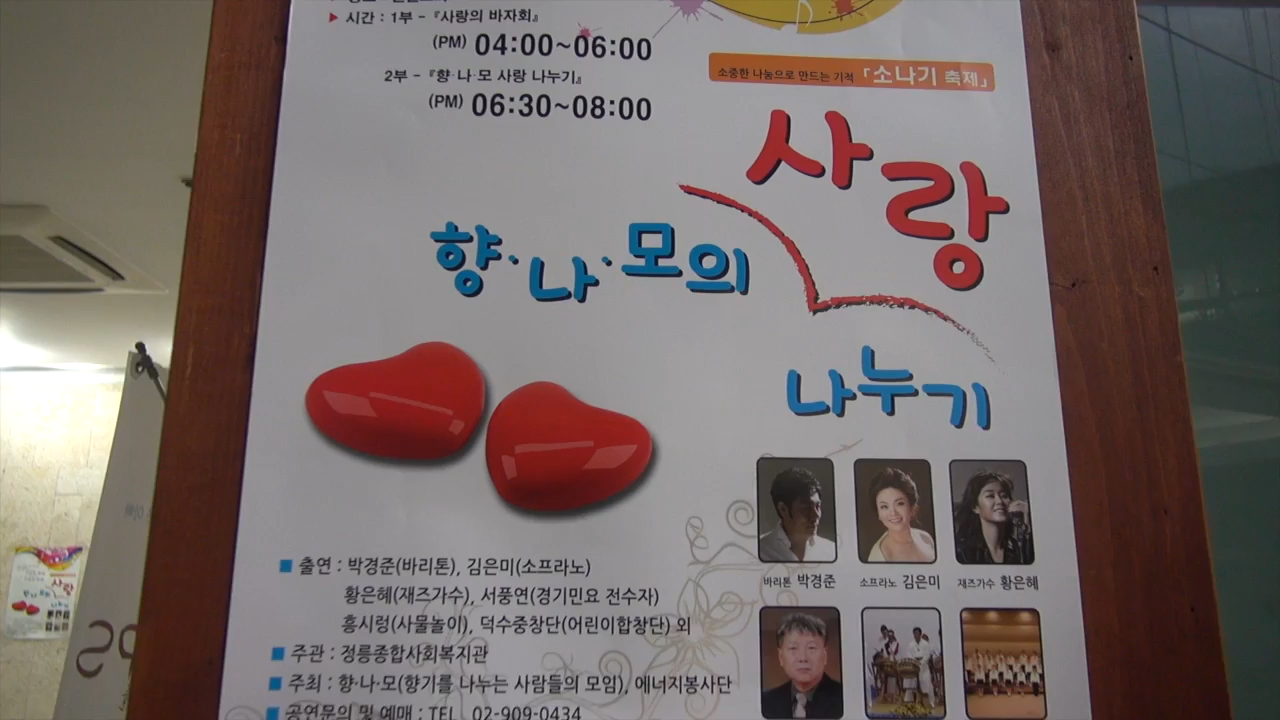 ▶ 시간 : 1부 - 『사랑의 바자회』
(PM) 04:00~06:00
2부 - 『향·나·모 사랑 나누기』
(PM) 06:30~08:00
소중한 나눔으로 만드는 기적 「소나기 축제」
사랑
향·나·모의
나누기
바리톤 박경준
소프라노 김은미
재즈가수 황은혜
■ 출연 : 박경준(바리톤), 김은미(소프라노)
황은혜(재즈가수), 서풍연(경기민요 전수자)
흥시렁(사물놀이), 덕수중창단(어린이합창단) 외
■ 주관 : 정릉종합사회복지관
■ 주최 : 향·나·모(향기를 나누는 사람들의 모임), 에너지봉사단
■ 공연문의 및 예매 : TEL 02-909-0434